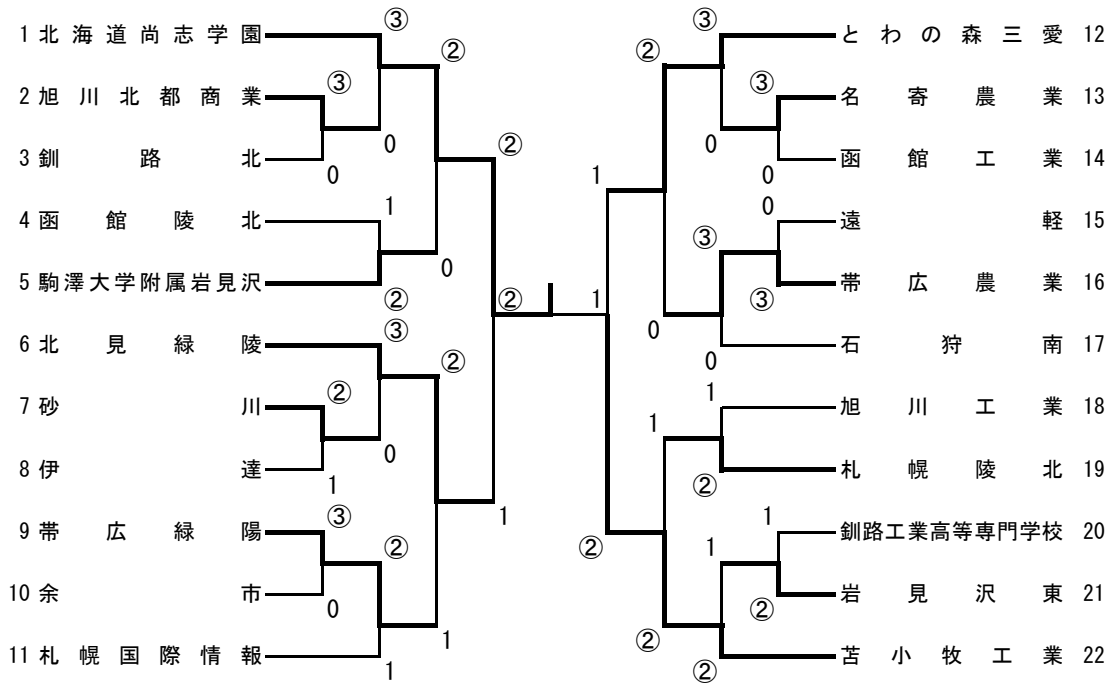 ③ ③
1 北海道尚志学園 とわの森三愛 12
② ②
③ ③
2 旭川北都商業 名寄農業 13
0 ② 0
3 釧路北 函館工業 14
0 1 0
1 0
4 函館陵北 遠軽 15
0 ③
5 駒澤大学附属岩見沢 帯広農業 16
② ② 1 ③
③ 0
6 北見緑陵 石狩南 17
② 0
② 1
7 砂川 旭川工業 18
0 1
8 伊達 札幌陵北 19
1 ②
③ 1 1
9 帯広緑陽 釧路工業高等専門学校 20
② ② 1
10 余市 岩見沢東 21
0 ②
1 ②
11 札幌国際情報 苫小牧工業 22
1 ②